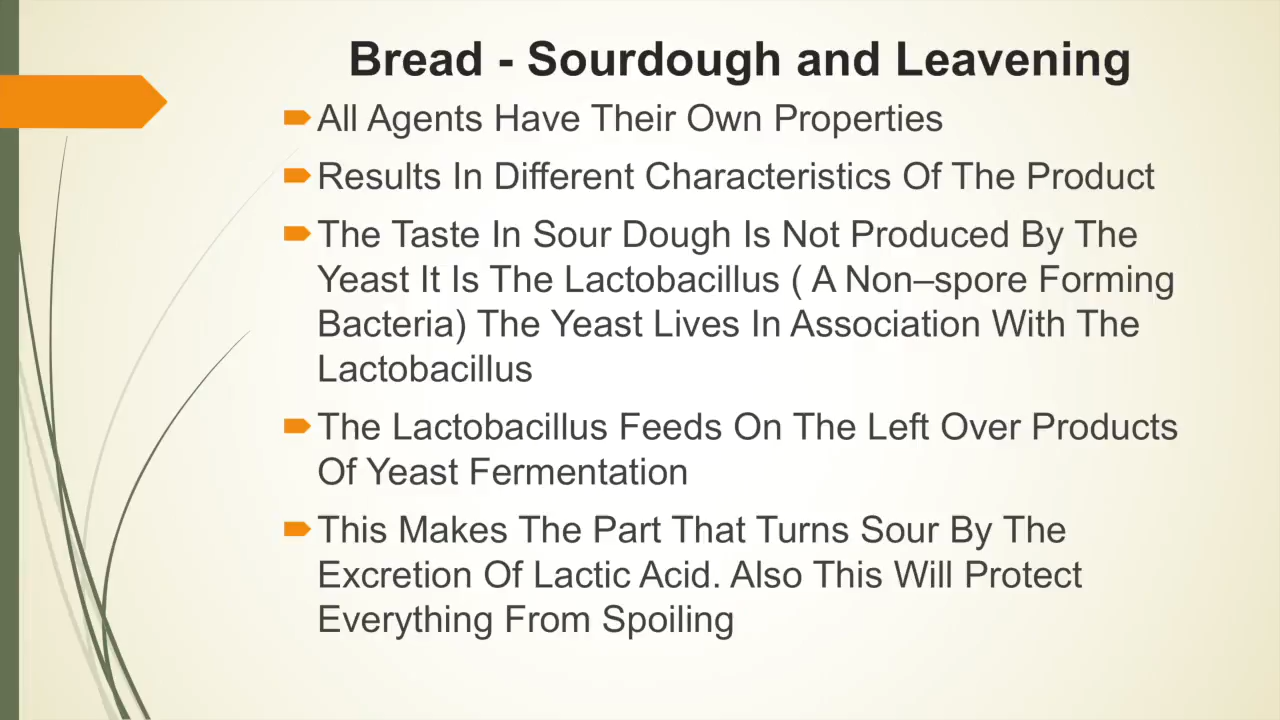 Bread - Sourdough and Leavening
All Agents Have Their Own Properties
Results In Different Characteristics Of The Product
The Taste In Sour Dough Is Not Produced By The
Yeast It Is The Lactobacillus ( A Non–spore Forming
Bacteria) The Yeast Lives In Association With The
Lactobacillus
The Lactobacillus Feeds On The Left Over Products
Of Yeast Fermentation
This Makes The Part That Turns Sour By The
Excretion Of Lactic Acid. Also This Will Protect
Everything From Spoiling